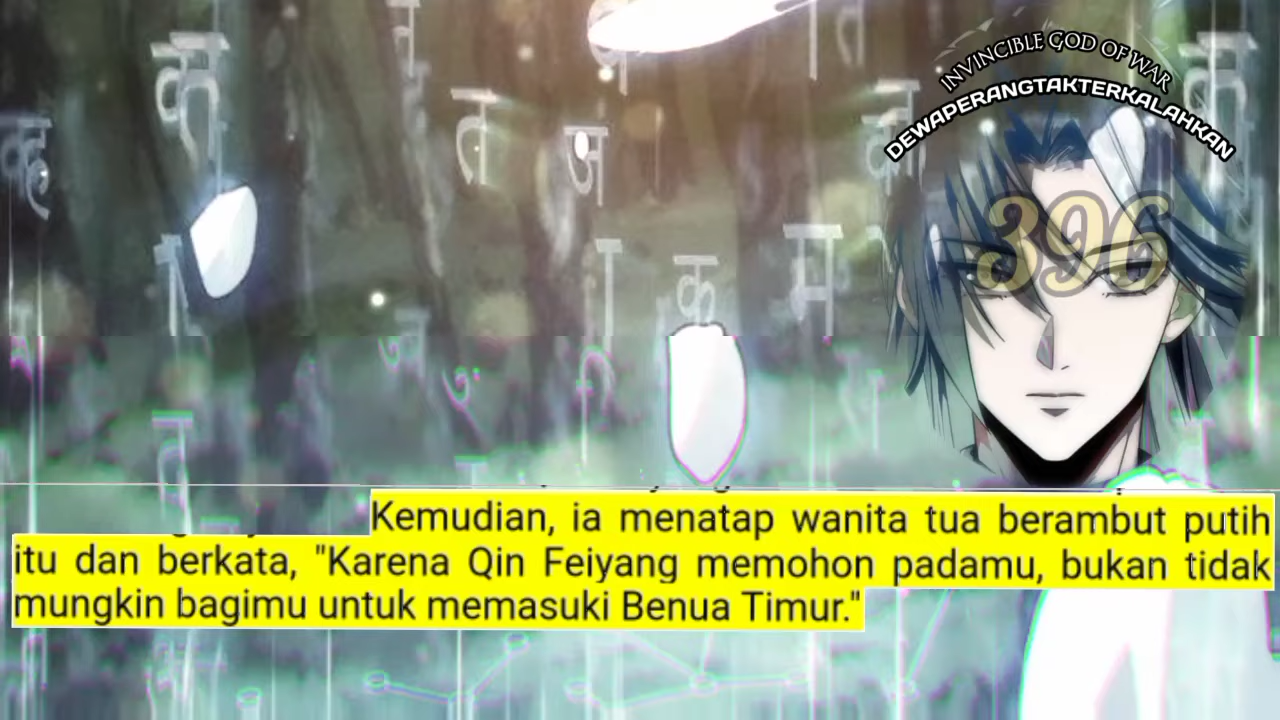 INVINCIBLE GOD OF WAR
DEWAPERANGTAKTERKALAHKAN
396
Kemudian, ia menatap wanita tua berambut putih
itu dan berkata, "Karena Qin Feiyang memohon padamu, bukan tidak
mungkin bagimu untuk memasuki Benua Timur."